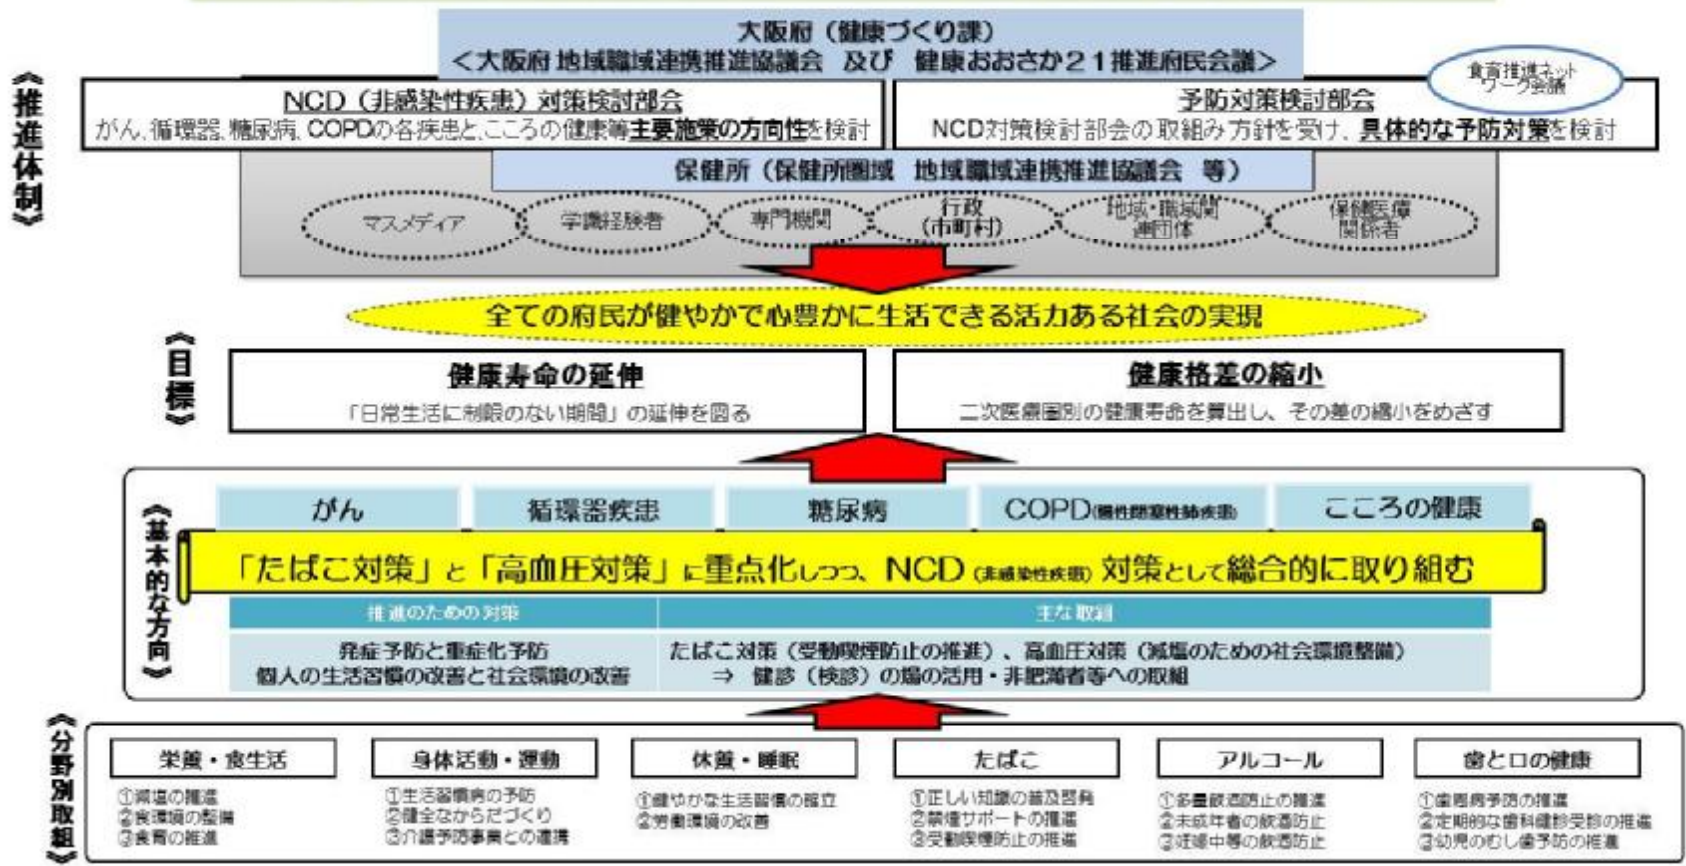 大阪府（健康づくり課）
＜大阪府 地域職域連携推進協議会　及び　健康おおさか２１推進府民会議＞
食育推進ネット
ワーク会議
《推進体制》
NCD（非感染性疾患）対策検討部会
がん、循環器、糖尿病、COPDの各疾患と、こころの健康等主要施策の方向性を検討
予防対策検討部会
NCD対策検討部会の取組み方針を受け、具体的な予防対策を検討
保健所（保健所圏域　地域職域連携推進協議会　等）
マスメディア
学識経験者
専門機関
行政
(市町村)
地域・職域関
連団体
保健医療
関係者
全ての府民が健やかで心豊かに生活できる活力ある社会の実現
《目標》
健康寿命の延伸
「日常生活に制限のない期間」の延伸を図る
健康格差の縮小
二次医療圏別の健康寿命を算出し、その差の縮小をめざす
《基本的な方向》
がん
循環器疾患
糖尿病
COPD(慢性閉塞性肺疾患)
こころの健康
「たばこ対策」と「高血圧対策」に重点化しつつ、NCD（非感染性疾患）対策として総合的に取り組む
推進のための対策
主な取組
発症予防と重症化予防
個人の生活習慣の改善と社会環境の改善
たばこ対策（受動喫煙防止の推進）、高血圧対策（減塩のための社会環境整備）
⇒　健診（検診）の場の活用・非肥満者等への取組
《分野別取組》
栄養・食生活
①減塩の推進
②食環境の整備
③食育の推進
身体活動・運動
①生活習慣病の予防
②健全なからだづくり
③介護予防事業との連携
休養・睡眠
①健やかな生活習慣の確立
②労働環境の改善
たばこ
①正しい知識の普及啓発
②禁煙サポートの推進
③受動喫煙防止の推進
アルコール
①多量飲酒防止の推進
②未成年者の飲酒防止
③妊婦中等の飲酒防止
歯と口の健康
①歯周病予防の推進
②定期的な歯科健診受診の推進
③幼児のむし歯予防の推進